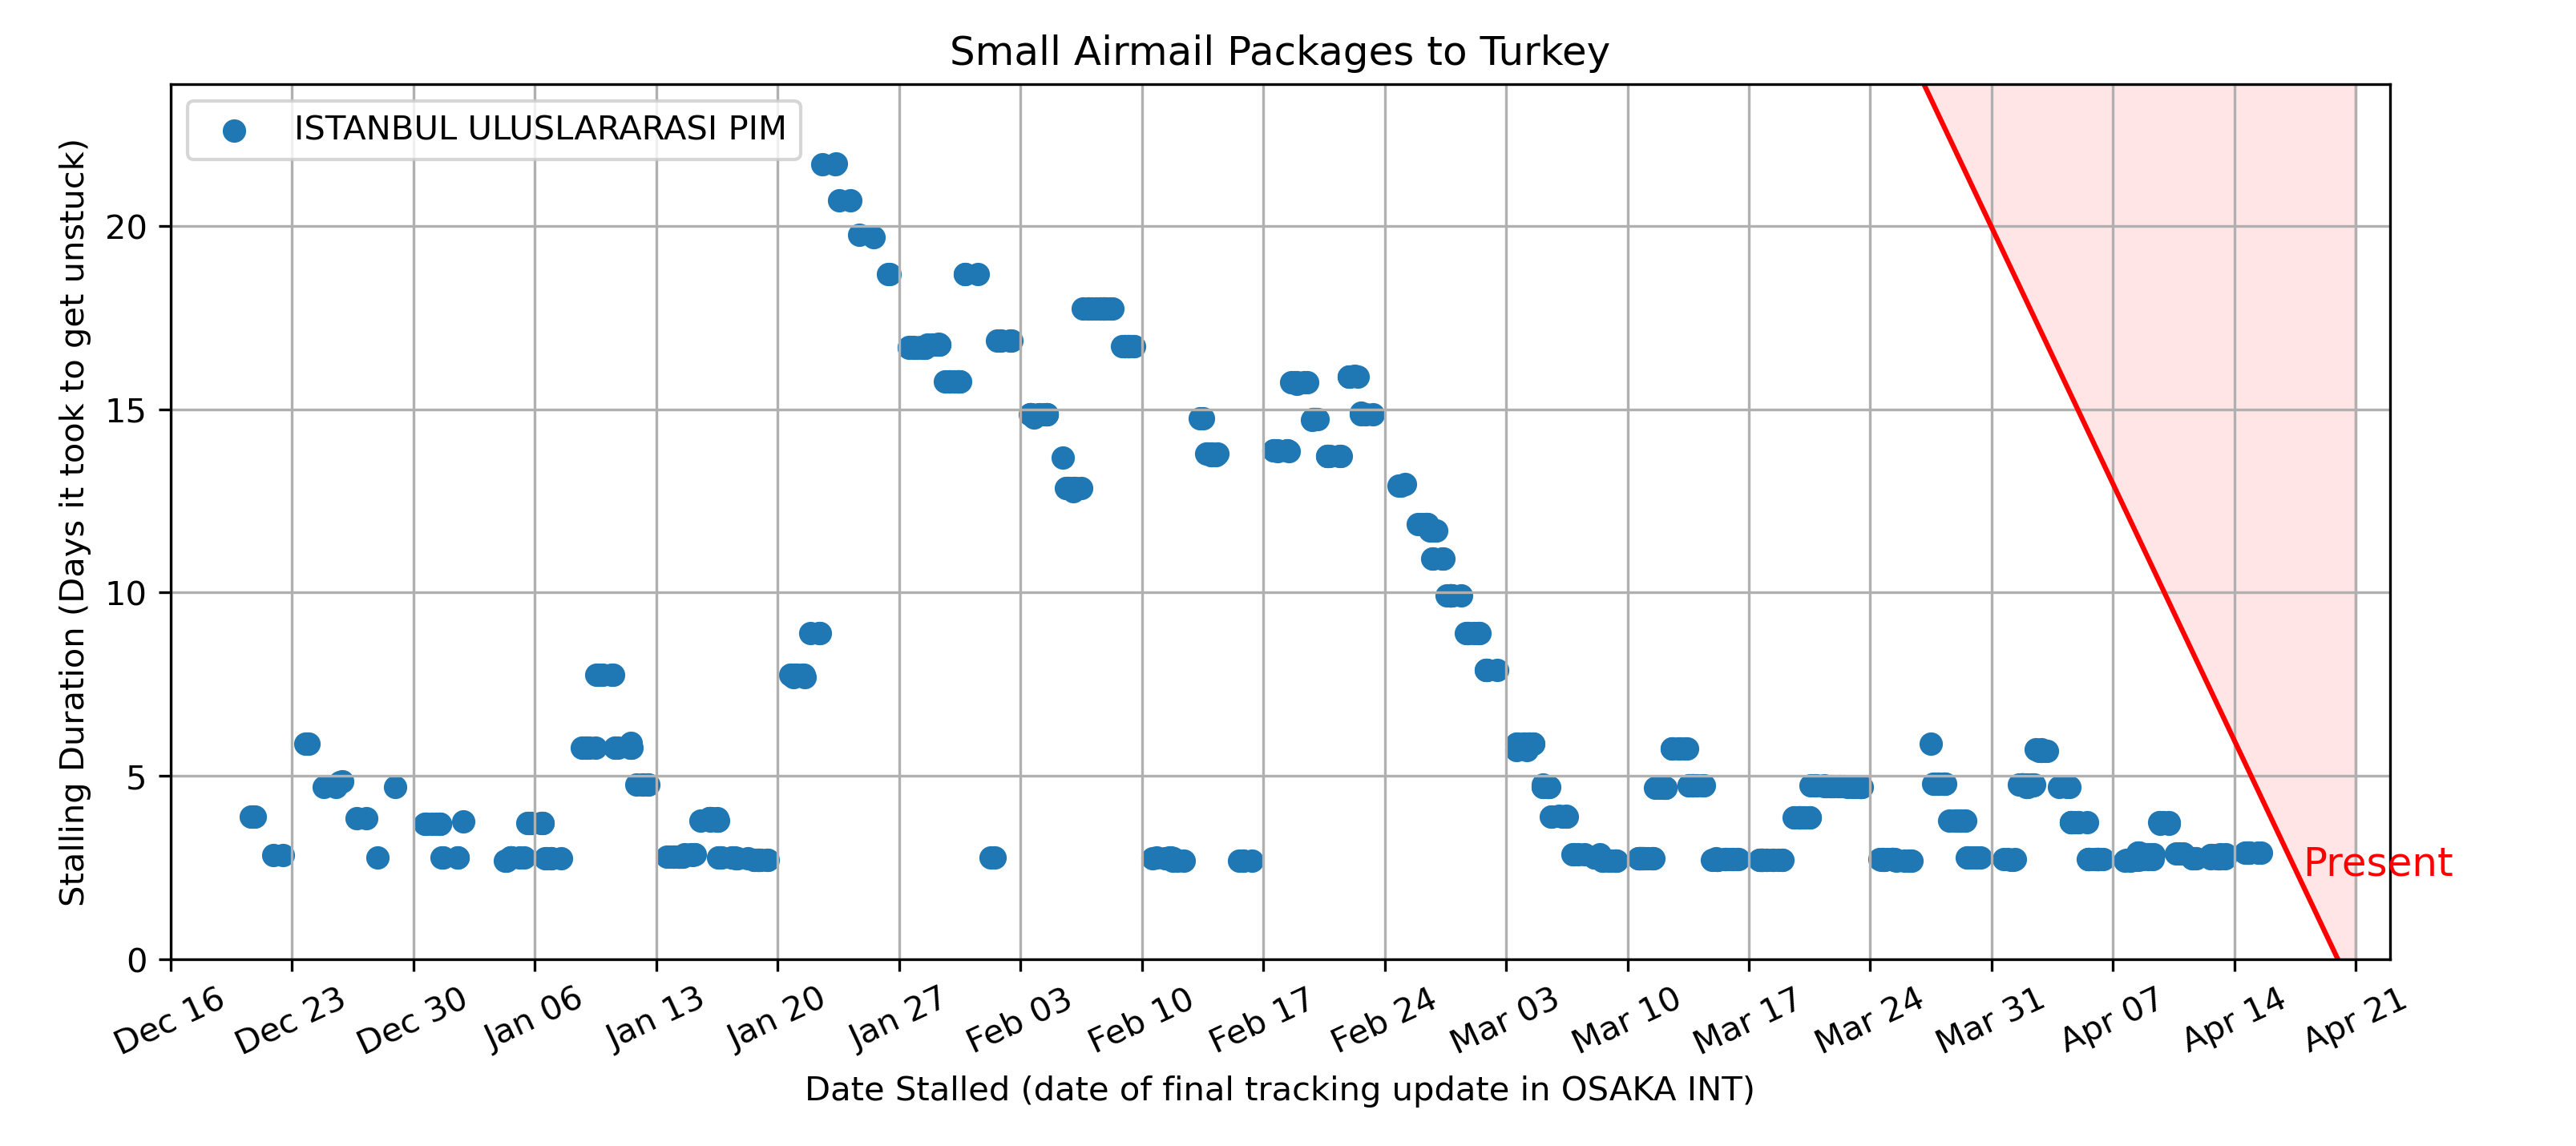 Small Airmail Packages to Turkey
ISTANBUL ULUSLARARASI PIM
Stalling Duration (Days it took to get unstuck)
20
15
10
5
0
Present
Dec 16
Dec 23
Dec 30
Jan 06
Jan 13
Jan 20
Jan 27
Feb 03
Feb 10
Feb 17
Feb 24
Mar 03
Mar 10
Mar 17
Mar 24
Mar 31
Apr 07
Apr 14
Apr 21
Date Stalled (date of final tracking update in OSAKA INT)